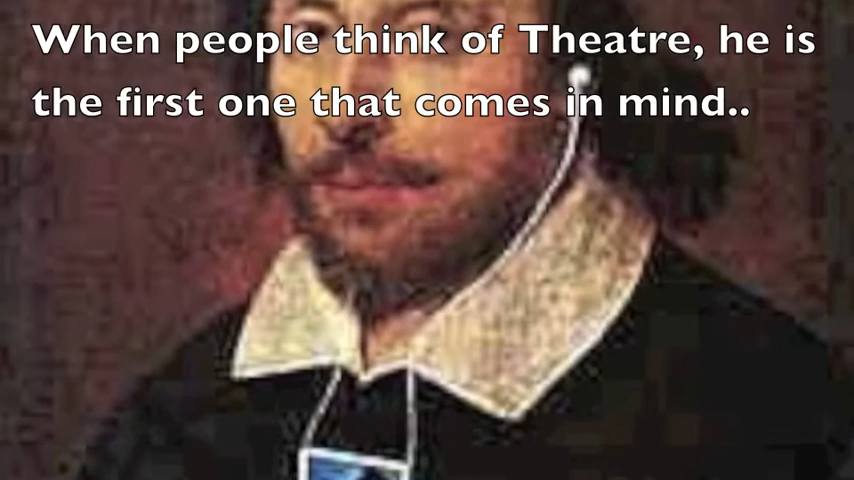 When people think of Theatre, he is
the first one that comes in mind..